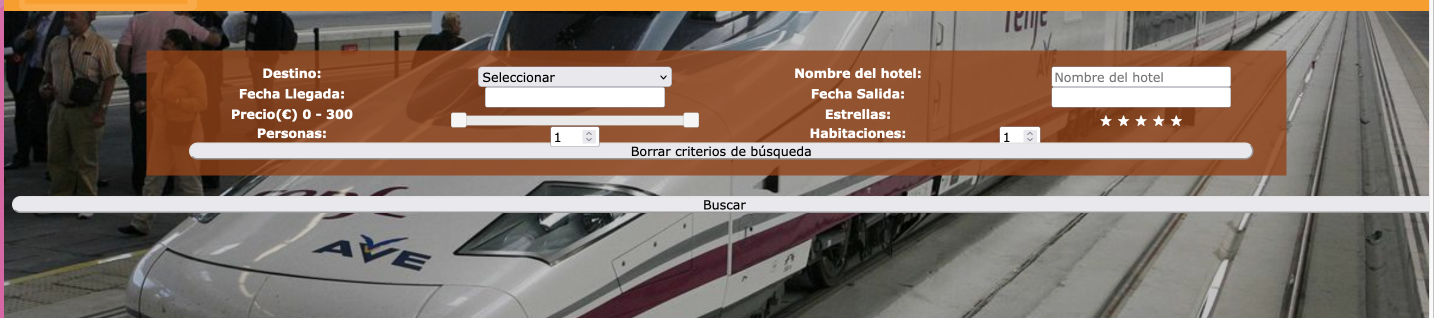 renfe
Destino: Seleccionar Nombre del hotel: Nombre del hotel
Fecha Llegada: Fecha Salida:
Precio(€) 0 - 300 Estrellas:
Personas: 1 Habitaciones: 1
Borrar criterios de búsqueda
Buscar
AVE